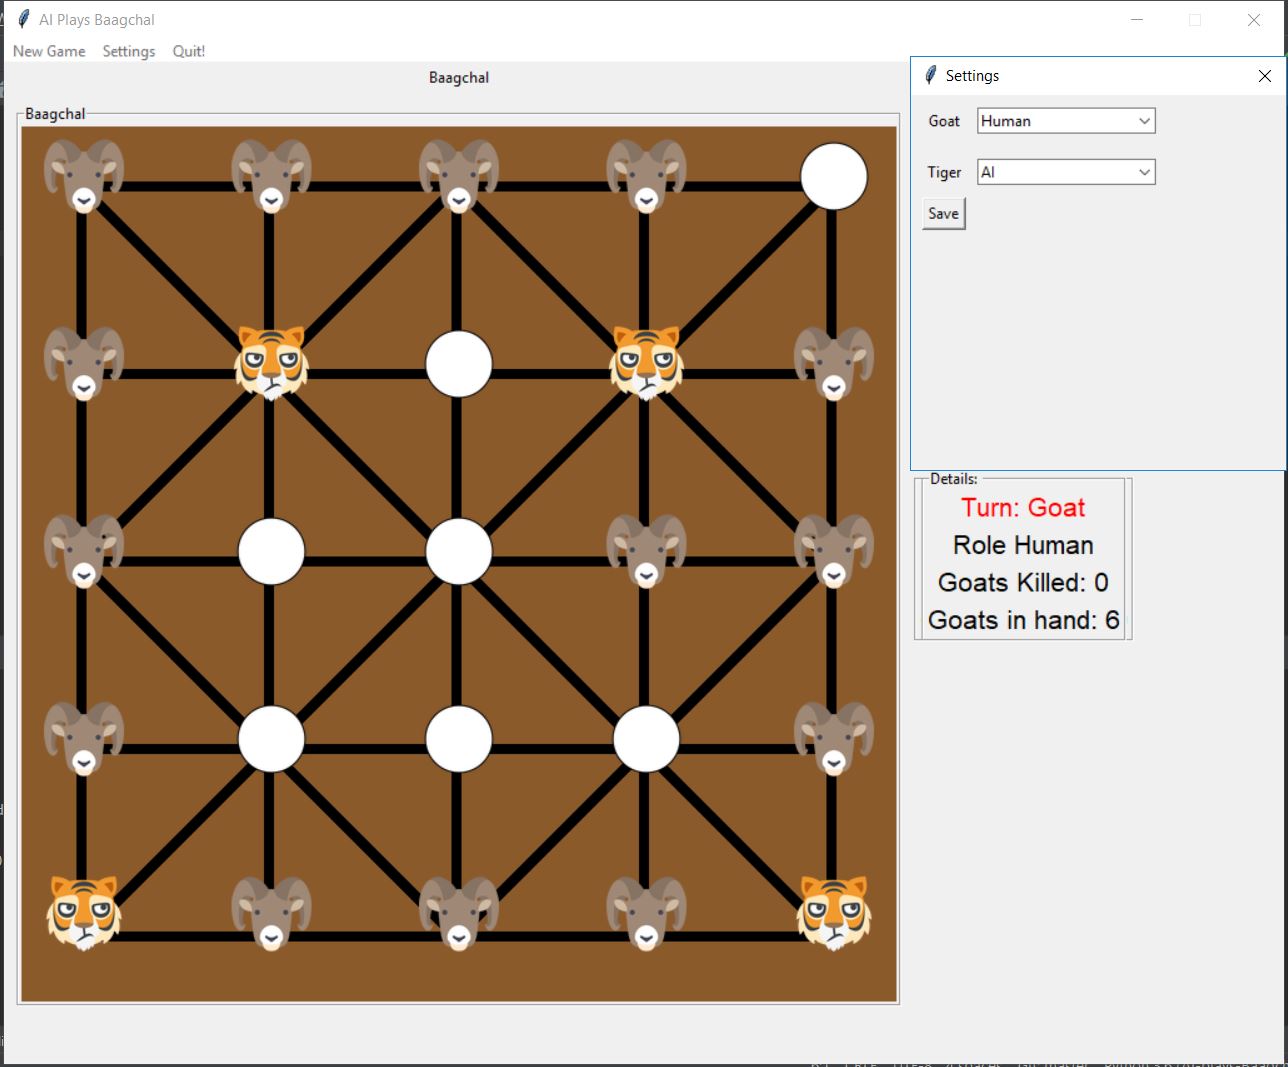 AI Plays Baagchal
New Game Settings Quit!
Baagchal
Baagchal
Settings
Goat Human
Tiger AI
Save
Details:
Turn: Goat
Role Human
Goats Killed: 0
Goats in hand: 6